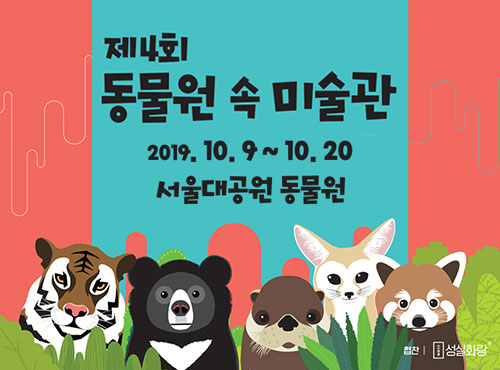 제4회
동물원 속 미술관
2019. 10. 9 ~ 10. 20
서울대공원 동물원
협찬 | 성실화랑